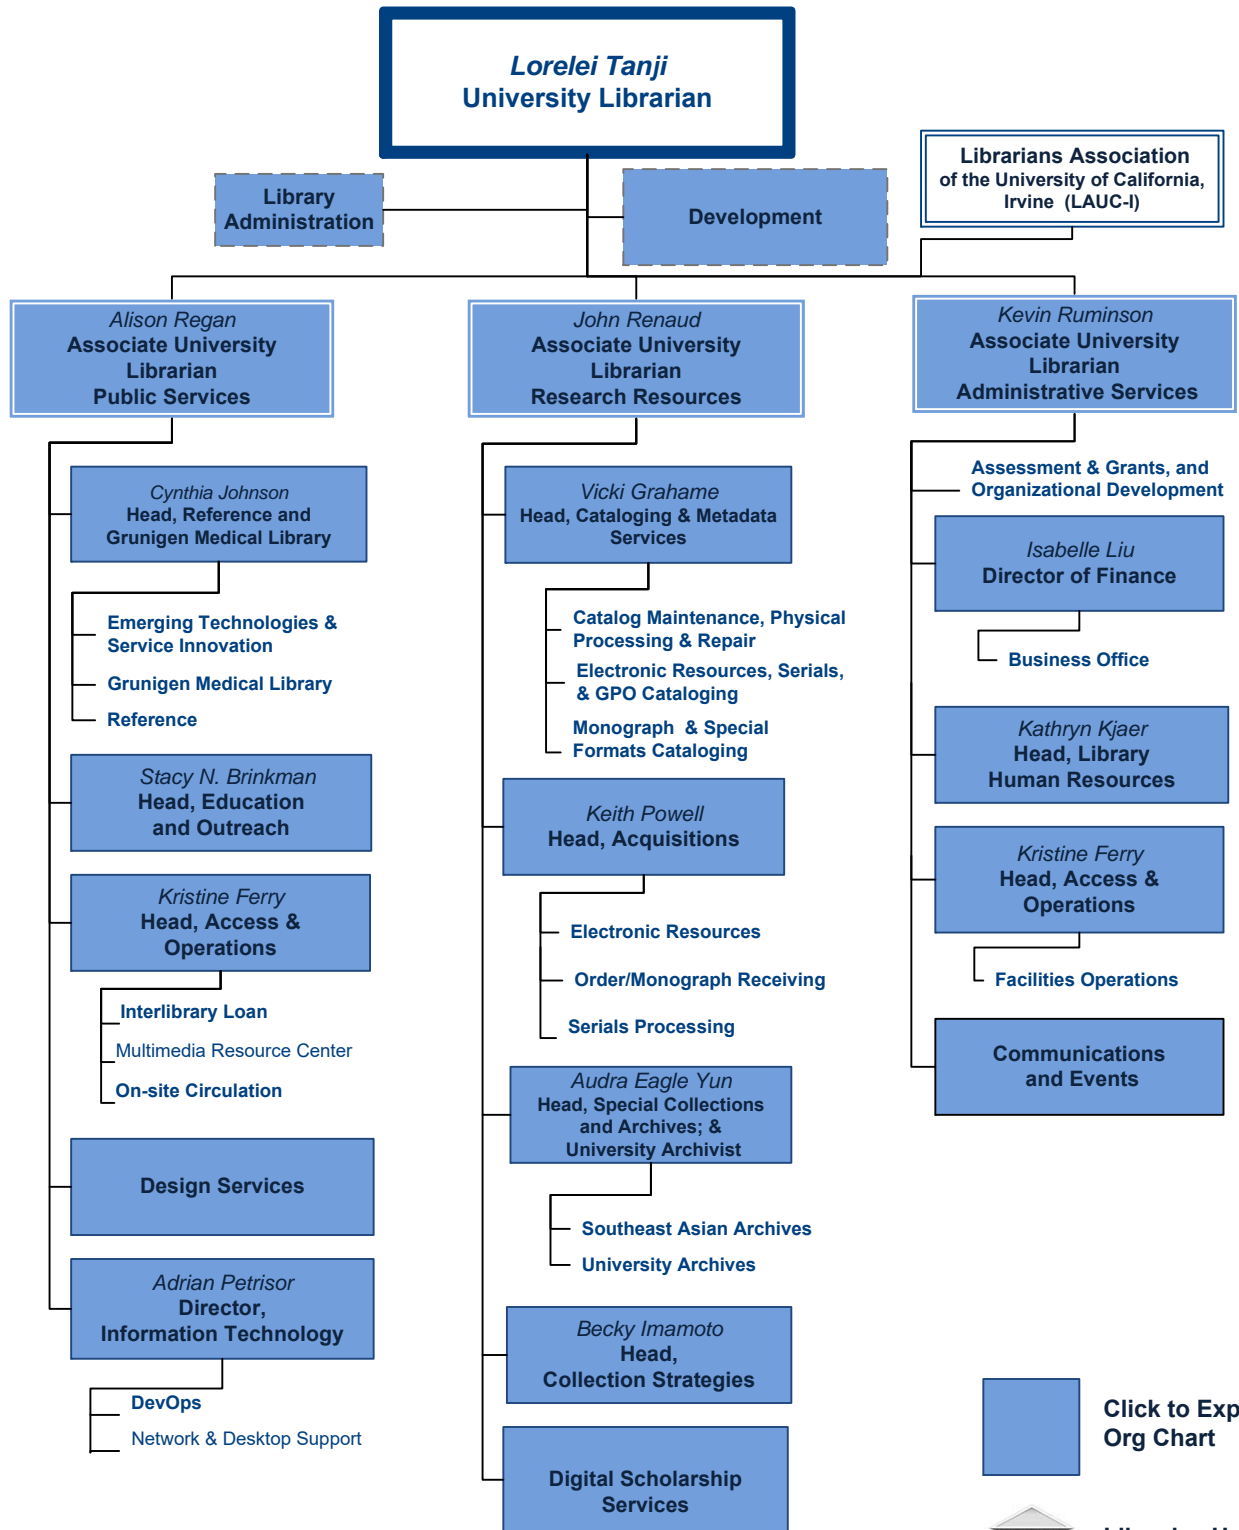 Lorelei Tanji
University Librarian
Library
Administration
Development
Librarians Association
of the University of California,
Irvine (LAUC-I)
Alison Regan
Associate University
Librarian
Public Services
Cynthia Johnson
Head, Reference and
Grunigen Medical Library
Emerging Technologies &
Service Innovation
Grunigen Medical Library
Reference
Stacy N. Brinkman
Head, Education
and Outreach
Kristine Ferry
Head, Access &
Operations
Interlibrary Loan
Multimedia Resource Center
On-site Circulation
Design Services
Adrian Petrisor
Director,
Information Technology
DevOps
Network & Desktop Support
John Renaud
Associate University
Librarian
Research Resources
Vicki Grahame
Head, Cataloging & Metadata
Services
Catalog Maintenance, Physical
Processing & Repair
Electronic Resources, Serials,
& GPO Cataloging
Monograph & Special
Formats Cataloging
Keith Powell
Head, Acquisitions
Electronic Resources
Order/Monograph Receiving
Serials Processing
Audra Eagle Yun
Head, Special Collections
and Archives; &
University Archivist
Southeast Asian Archives
University Archives
Becky Imamoto
Head,
Collection Strategies
Digital Scholarship
Services
Kevin Ruminson
Associate University
Librarian
Administrative Services
Assessment & Grants, and
Organizational Development
Isabelle Liu
Director of Finance
Business Office
Kathryn Kjaer
Head, Library
Human Resources
Kristine Ferry
Head, Access &
Operations
Facilities Operations
Communications
and Events
Click to Exp
Org Chart